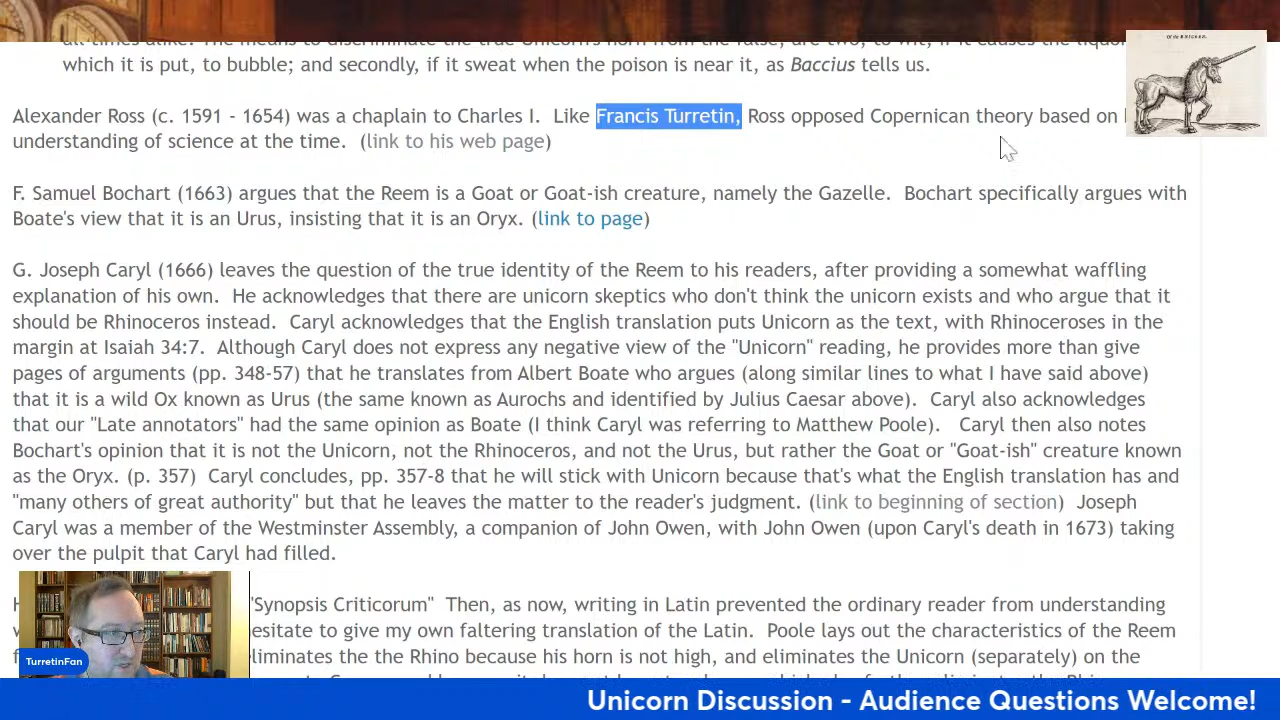 Of the UNICORN.
which it is put, to bubble; and secondly, if it sweat when the poison is near it, as Baccius tells us.
Alexander Ross (c. 1591 - 1654) was a chaplain to Charles I.  Like Francis Turretin, Ross opposed Copernican theory based on
understanding of science at the time.  (link to his web page)
F. Samuel Bochart (1663) argues that the Reem is a Goat or Goat-ish creature, namely the Gazelle.  Bochart specifically argues with
Boate's view that it is an Urus, insisting that it is an Oryx. (link to page)
G. Joseph Caryl (1666) leaves the question of the true identity of the Reem to his readers, after providing a somewhat waffling
explanation of his own.  He acknowledges that there are unicorn skeptics who don't think the unicorn exists and who argue that it
should be Rhinoceros instead.  Caryl acknowledges that the English translation puts Unicorn as the text, with Rhinoceroses in the
margin at Isaiah 34:7.  Although Caryl does not express any negative view of the "Unicorn" reading, he provides more than give
pages of arguments (pp. 348-57) that he translates from Albert Boate who argues (along similar lines to what I have said above)
that it is a wild Ox known as Urus (the same known as Aurochs and identified by Julius Caesar above).  Caryl also acknowledges
that our "Late annotators" had the same opinion as Boate (I think Caryl was referring to Matthew Poole).   Caryl then also notes
Bochart's opinion that it is not the Unicorn, not the Rhinoceros, and not the Urus, but rather the Goat or "Goat-ish" creature known
as the Oryx. (p. 357)  Caryl concludes, pp. 357-8 that he will stick with Unicorn because that's what the English translation has and
"many others of great authority" but that he leaves the matter to the reader's judgment. (link to beginning of section)  Joseph
Caryl was a member of the Westminster Assembly, a companion of John Owen, with John Owen (upon Caryl's death in 1673) taking
over the pulpit that Caryl had filled.
"Synopsis Criticorum"  Then, as now, writing in Latin prevented the ordinary reader from understanding
to give my own faltering translation of the Latin.  Poole lays out the characteristics of the Reem
the the Rhino because his horn is not high, and eliminates the Unicorn (separately) on the
TurretinFan
Unicorn Discussion - Audience Questions Welcome!